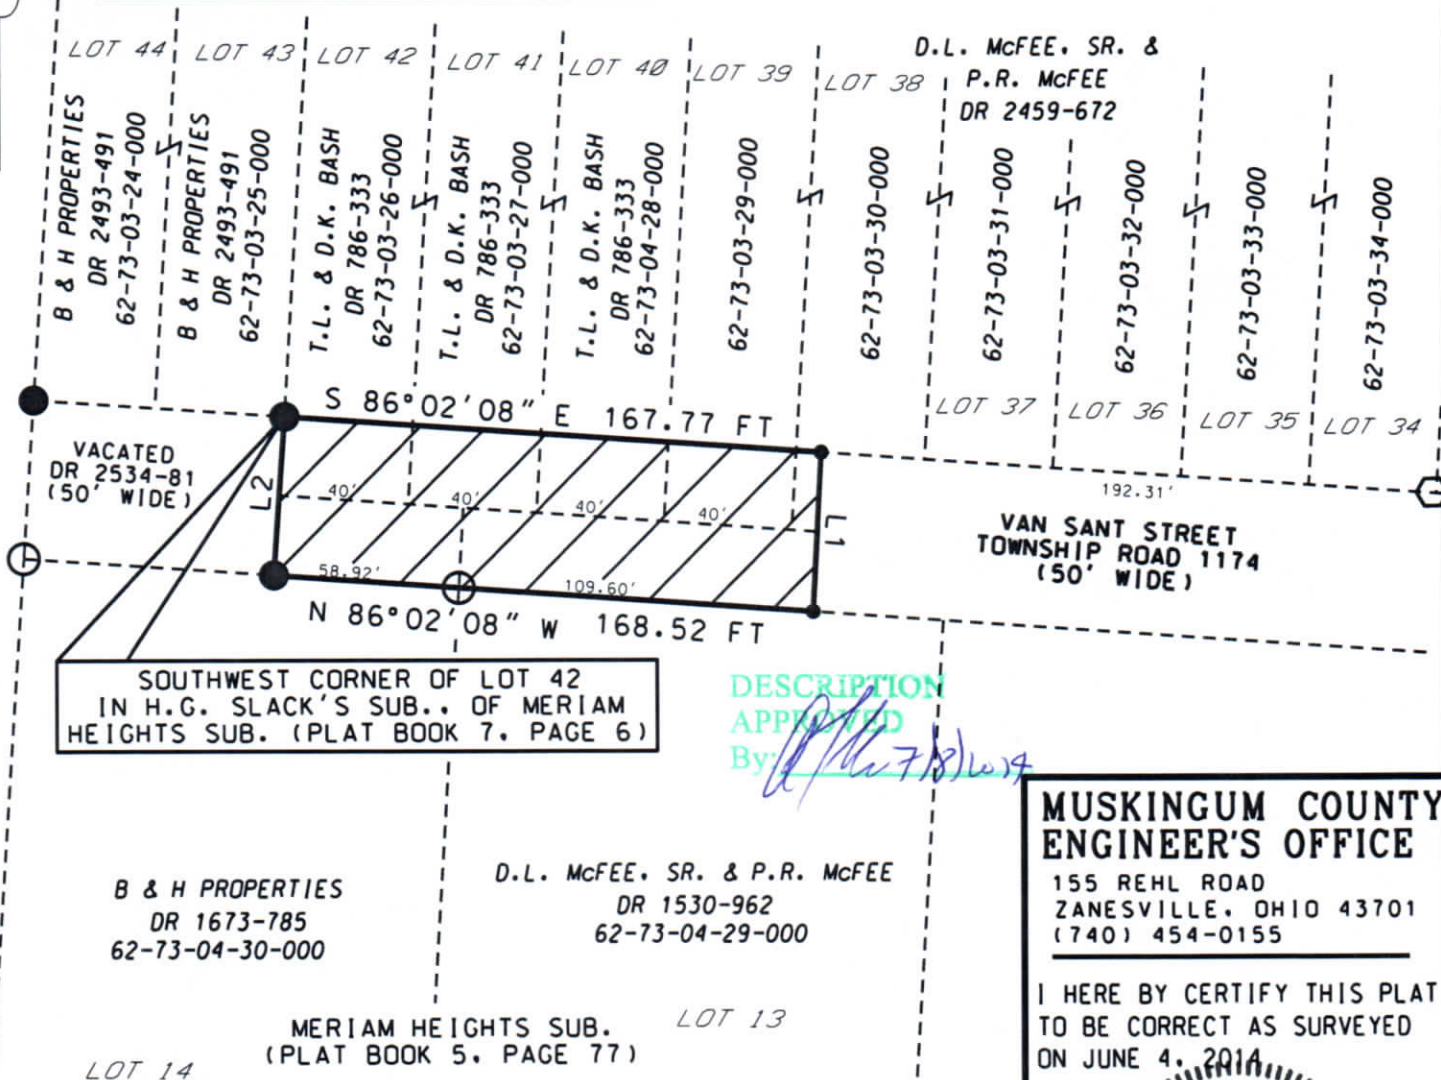 LOT 44
LOT 43
LOT 42
LOT 41
LOT 40
LOT 39
LOT 38
D.L. McFEE, SR. &
P.R. McFEE
DR 2459-672
B & H PROPERTIES
DR 2493-491
62-73-03-24-000
B & H PROPERTIES
DR 2493-491
62-73-03-25-000
T.L. & D.K. BASH
DR 786-333
62-73-03-26-000
T.L. & D.K. BASH
DR 786-333
62-73-03-27-000
T.L. & D.K. BASH
DR 786-333
62-73-04-28-000
62-73-03-29-000
62-73-03-30-000
62-73-03-31-000
62-73-03-32-000
62-73-03-33-000
62-73-03-34-000
LOT 37
LOT 36
LOT 35
LOT 34
S 86°02'08" E 167.77 FT
VACATED
DR 2534-81
(50' WIDE)
L2
40'
40'
40'
40'
L1
192.31'
VAN SANT STREET
TOWNSHIP ROAD 1174
(50' WIDE)
58.92'
109.60'
N 86°02'08" W 168.52 FT
SOUTHWEST CORNER OF LOT 42
IN H.G. SLACK'S SUB., OF MERIAM
HEIGHTS SUB. (PLAT BOOK 7, PAGE 6)
DESCRIPTION
APPROVED
By: 7/8/2014
MUSKINGUM COUNTY
ENGINEER'S OFFICE
155 REHL ROAD
ZANESVILLE, OHIO 43701
(740) 454-0155
I HERE BY CERTIFY THIS PLAT
TO BE CORRECT AS SURVEYED
ON JUNE 4, 2014
B & H PROPERTIES
DR 1673-785
62-73-04-30-000
D.L. McFEE, SR. & P.R. McFEE
DR 1530-962
62-73-04-29-000
MERIAM HEIGHTS SUB.
(PLAT BOOK 5, PAGE 77)
LOT 13
LOT 14